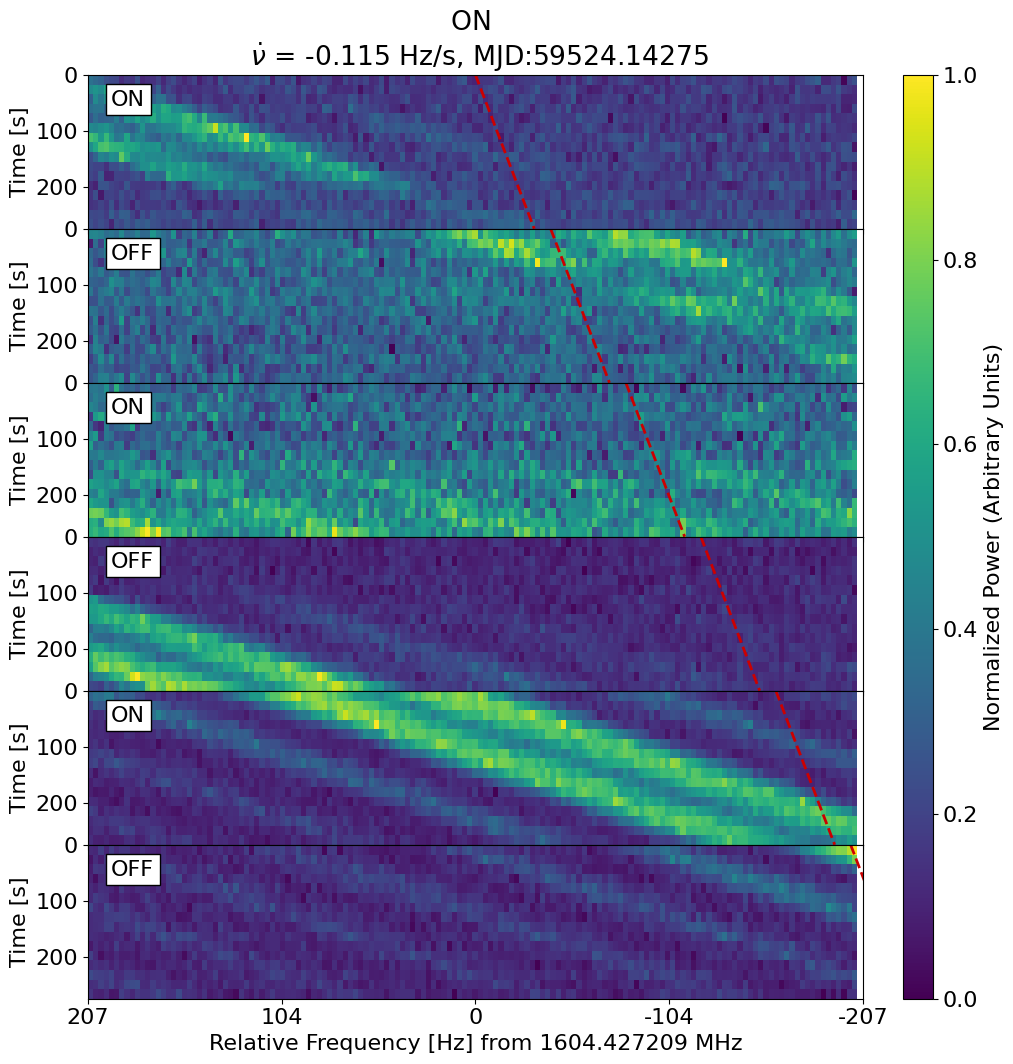 ON
ν̇ = -0.115 Hz/s, MJD:59524.14275
0
ON
100
Time [s]
200
0
OFF
100
Time [s]
200
0
ON
100
Time [s]
200
0
OFF
100
Time [s]
200
0
ON
100
Time [s]
200
0
OFF
100
Time [s]
200
207 104 0 -104 -207
Relative Frequency [Hz] from 1604.427209 MHz
1.0
0.8
0.6
0.4
0.2
0.0
Normalized Power (Arbitrary Units)